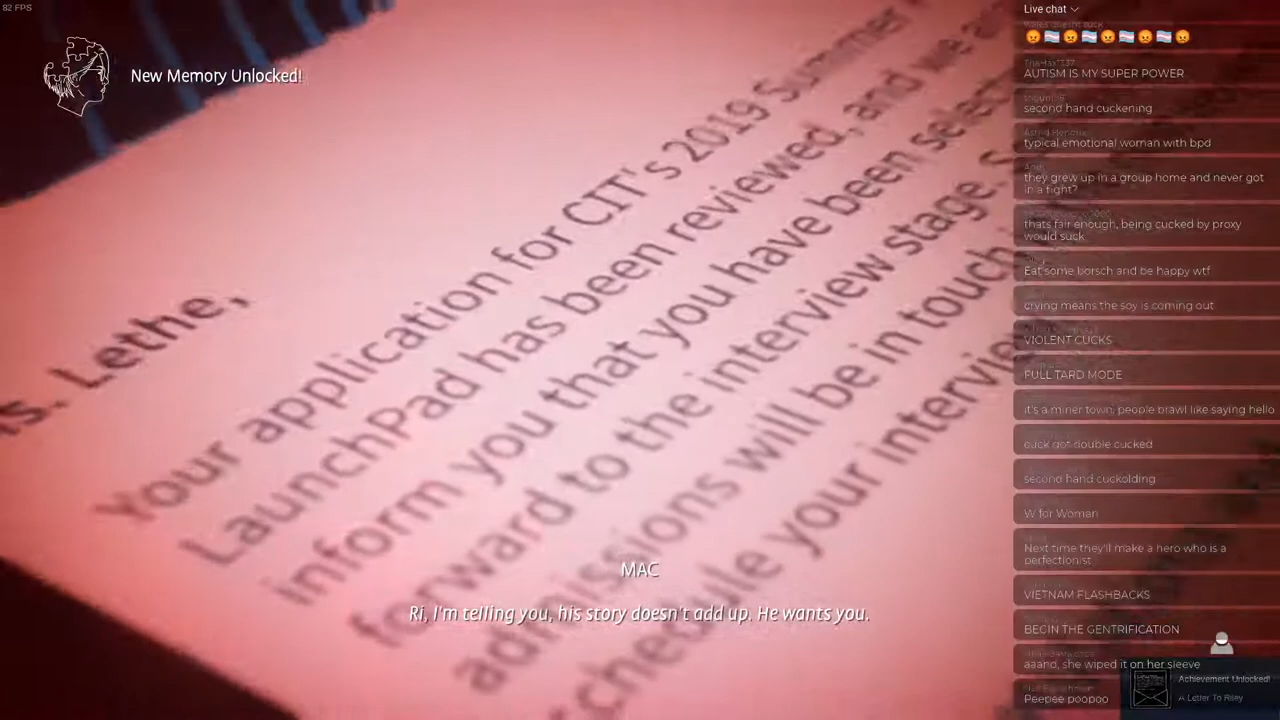 82 FPS
New Memory Unlocked!
s. Lethe,
Your application for CIT's 2019 Summer
LaunchPad has been reviewed, and we
inform you that you have been select
forward to the interview stage.
admissions will be in touch
schedule your interview
MAC
Ri, I'm telling you, his story doesn't add up. He wants you.
Live chat
AUTISM IS MY SUPER POWER
second hand cuckening
typical emotional woman with bpd
they grew up in a group home and never got
in a fight?
thats fair enough, being cucked by proxy
would suck
Eat some borsch and be happy wtf
crying means the soy is coming out
VIOLENT CUCKS
FULL TARD MODE
it's a miner town, people brawl like saying hello
cuck got double cucked
second hand cuckolding
W for Woman
Next time they'll make a hero who is a
perfectionist
VIETNAM FLASHBACKS
BEGIN THE GENTRIFICATION
aaand, she wiped it on her sleeve
Peepee poopoo
Achievement Unlocked!
A Letter To Riley